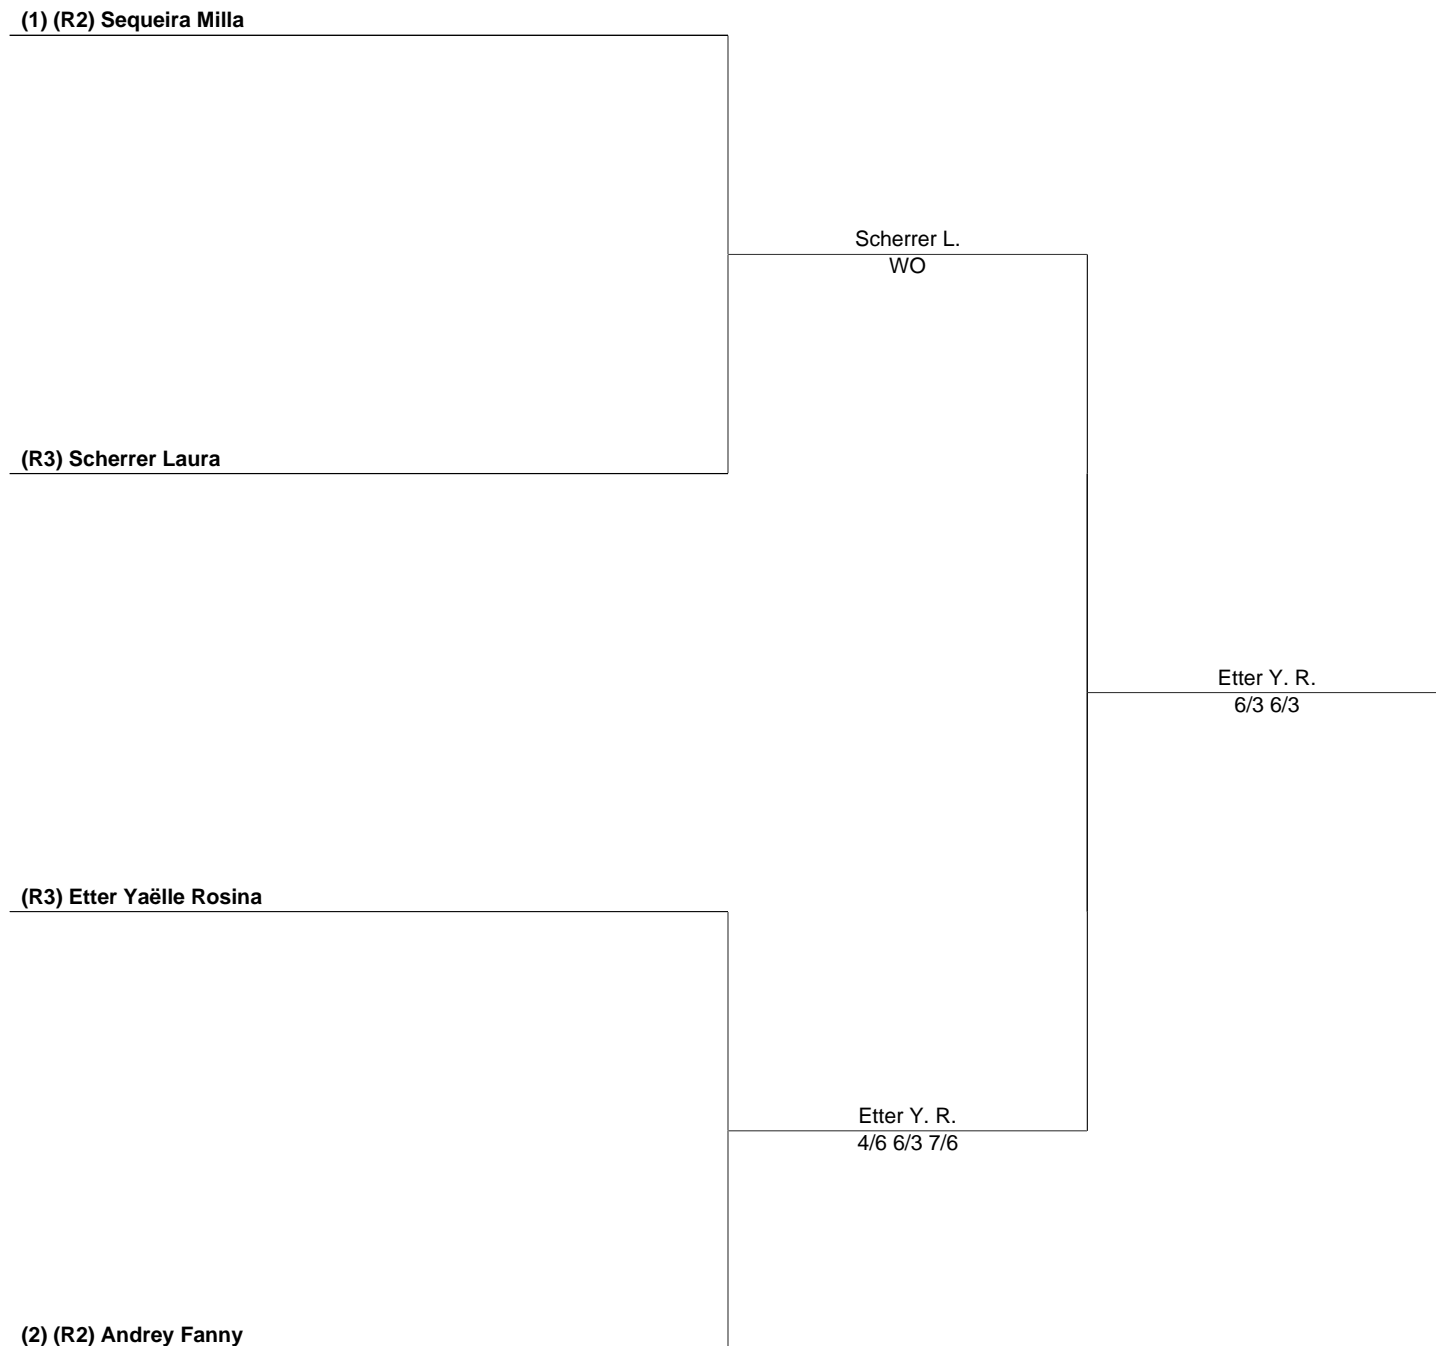 (1) (R2) Sequeira Milla
Scherrer L.
WO
(R3) Scherrer Laura
Etter Y. R.
6/3 6/3
(R3) Etter Yaëlle Rosina
Etter Y. R.
4/6 6/3 7/6
(2) (R2) Andrey Fanny